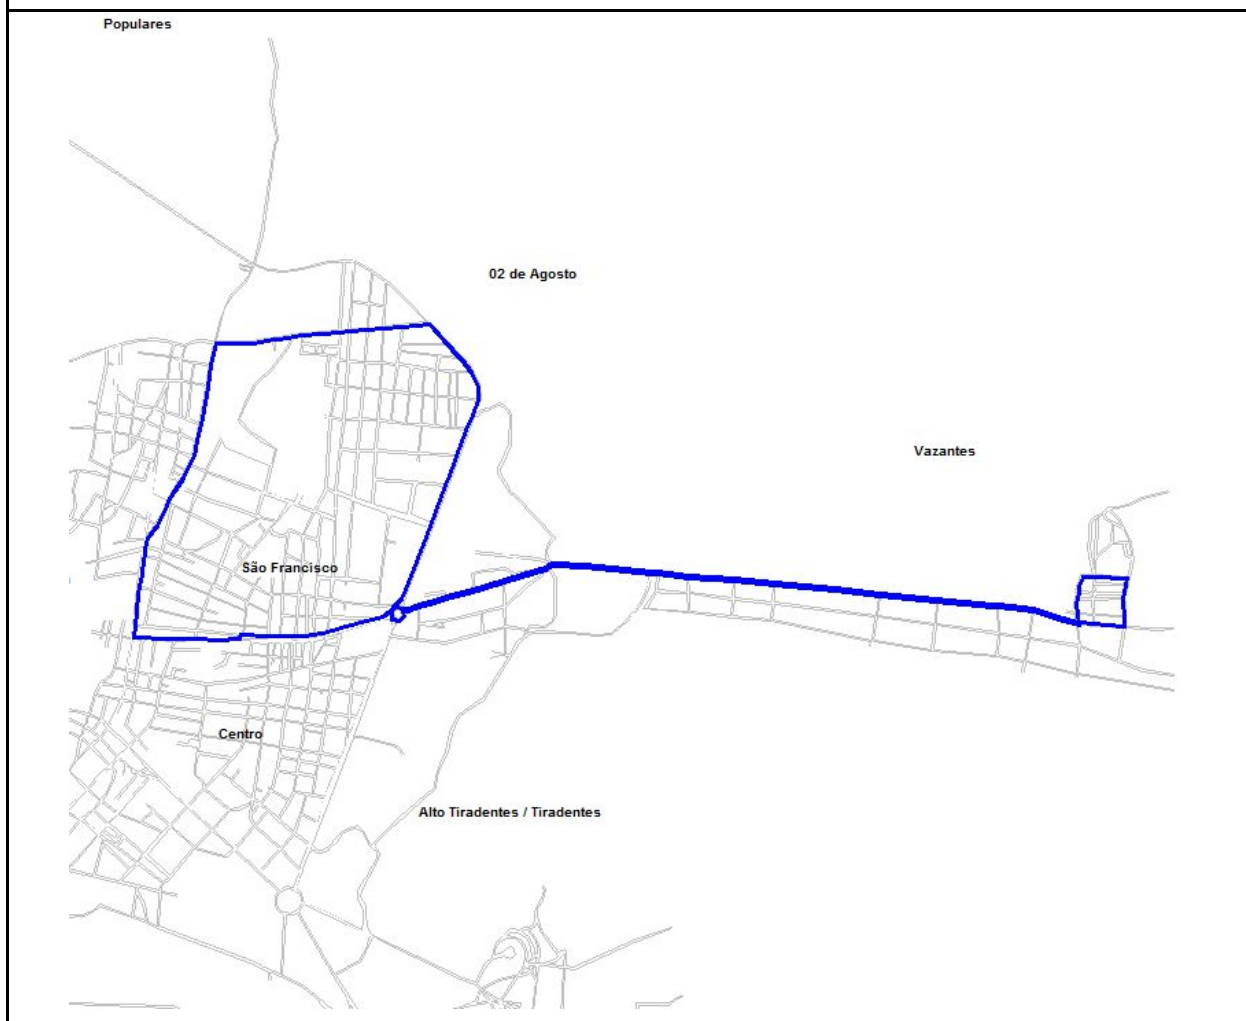 Populares
02 de Agosto
Vazantes
São Francisco
Centro
Alto Tiradentes / Tiradentes